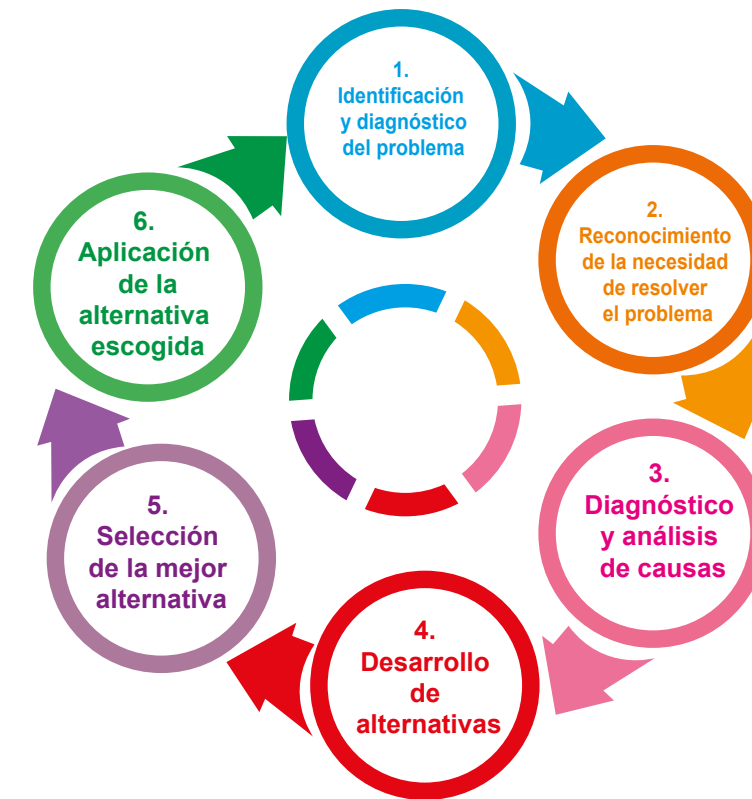 1.
Identificación
y diagnóstico
del problema
2.
Reconocimiento
de la necesidad
de resolver
el problema
3.
Diagnóstico
y análisis
de causas
4.
Desarrollo
de
alternativas
5.
Selección
de la mejor
alternativa
6.
Aplicación
de la
alternativa
escogida